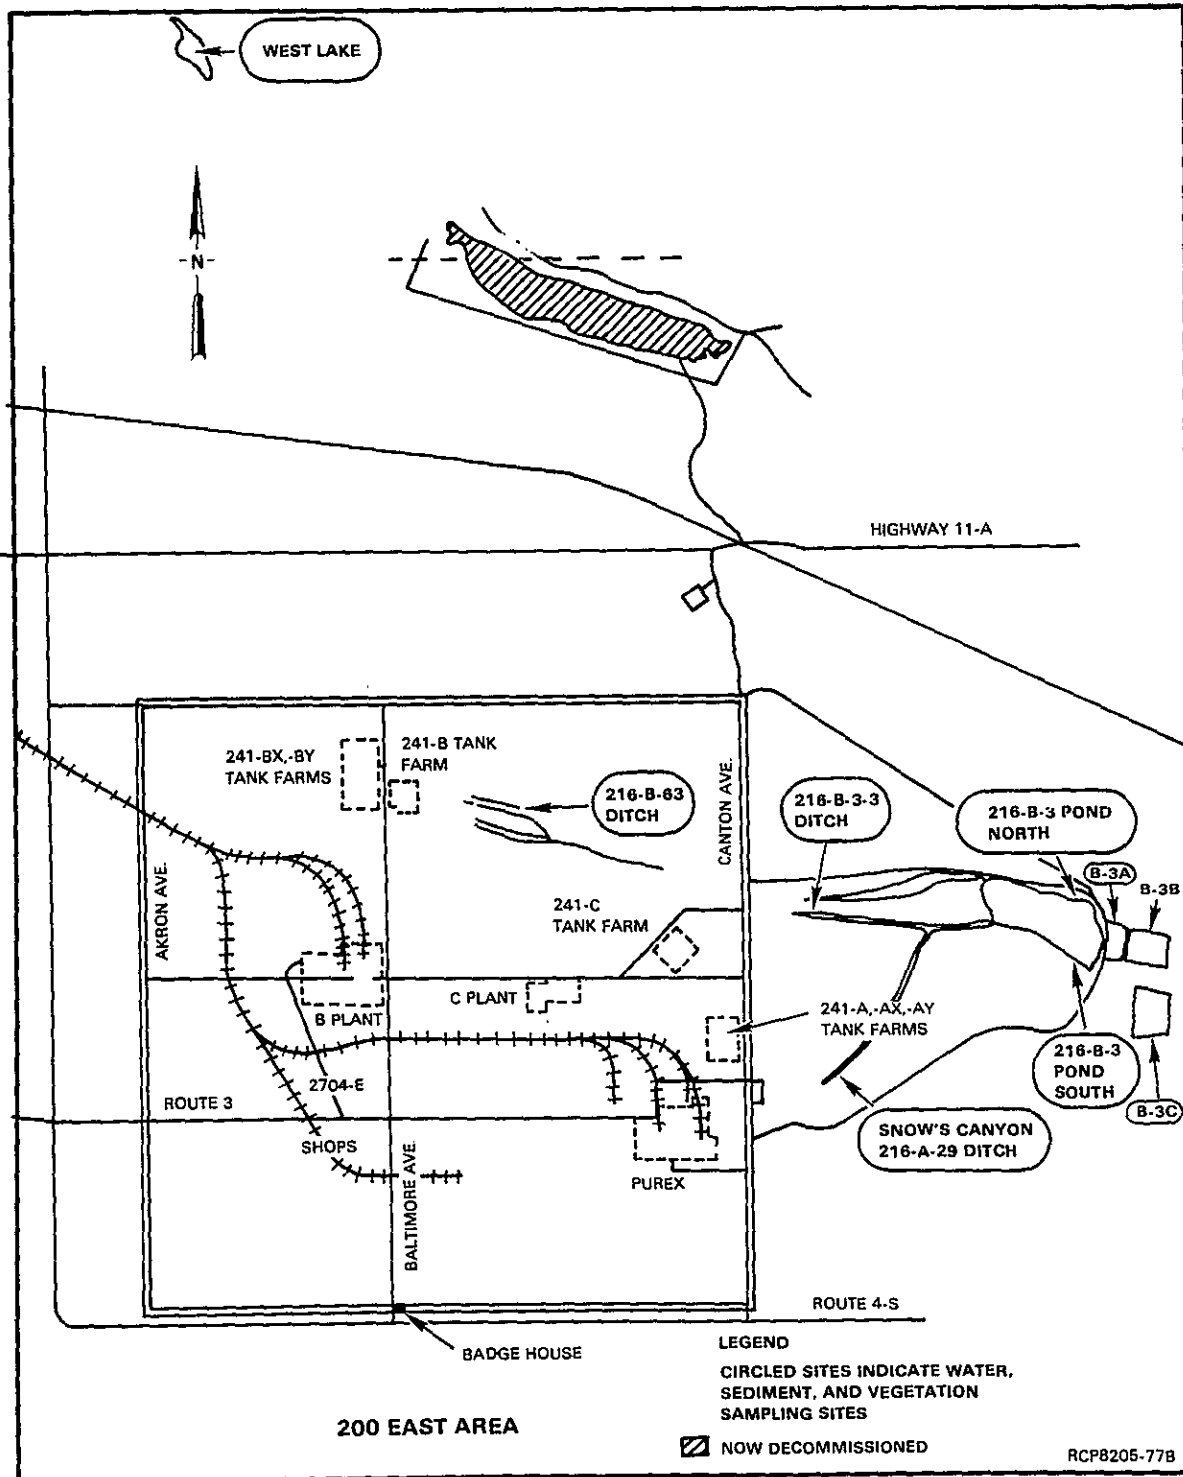 WEST LAKE
N
HIGHWAY 11-A
241-BX,-BY
TANK FARMS
241-B TANK
FARM
216-B-63
DITCH
CANTON AVE.
216-B-3-3
DITCH
216-B-3 POND
NORTH
B-3A
B-3B
AKRON AVE.
241-C
TANK FARM
C PLANT
B PLANT
241-A,-AX,-AY
TANK FARMS
216-B-3
POND
SOUTH
B-3C
2704-E
ROUTE 3
SHOPS
SNOW'S CANYON
216-A-29 DITCH
PUREX
BALTIMORE AVE.
ROUTE 4-S
BADGE HOUSE
LEGEND
CIRCLED SITES INDICATE WATER,
SEDIMENT, AND VEGETATION
SAMPLING SITES
200 EAST AREA
NOW DECOMMISSIONED
RCP8205-77B